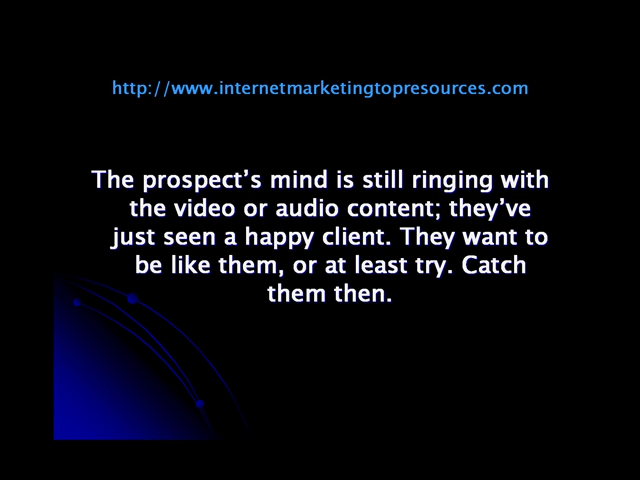 http://www.internetmarketingtopresources.com
The prospect’s mind is still ringing with
the video or audio content; they’ve
just seen a happy client. They want to
be like them, or at least try. Catch
them then.